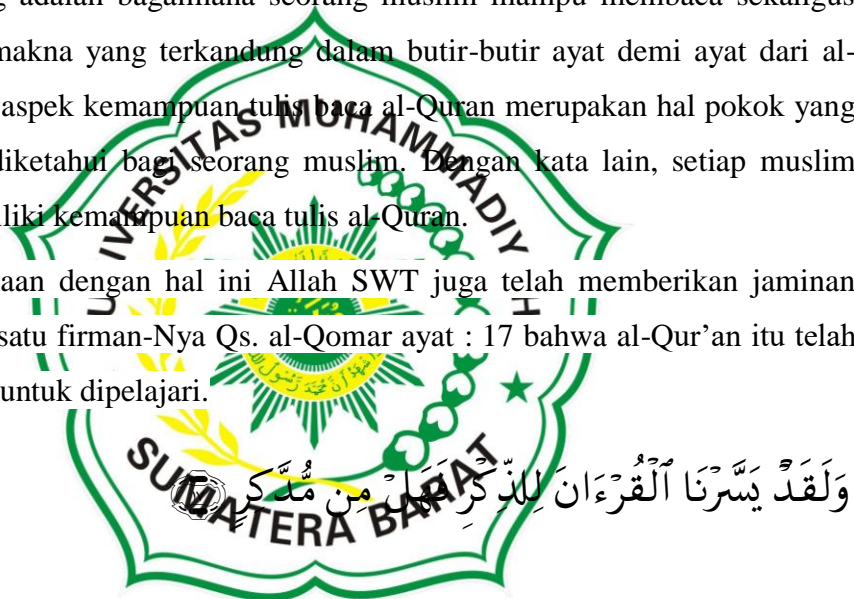 adalah bagaimana seorang muslim mampu membaca sekaligus
makna yang terkandung dalam butir-butir ayat demi ayat dari al-
aspek kemampuan tulis baca al-Quran merupakan hal pokok yang
diketahui bagi seorang muslim. Dengan kata lain, setiap muslim
kemampuan baca tulis al-Quran.
dengan hal ini Allah SWT juga telah memberikan jaminan
satu firman-Nya Qs. al-Qomar ayat : 17 bahwa al-Qur’an itu telah
untuk dipelajari.
وَلَقَدْ يَسَّرْنَا ٱلْقُرْءَانَ لِلذِّكْرِ فَهَلْ مِن مُّدَّكِرٍ
UNIVERSITAS MUHAMMADIYAH
SUMATERA BARAT